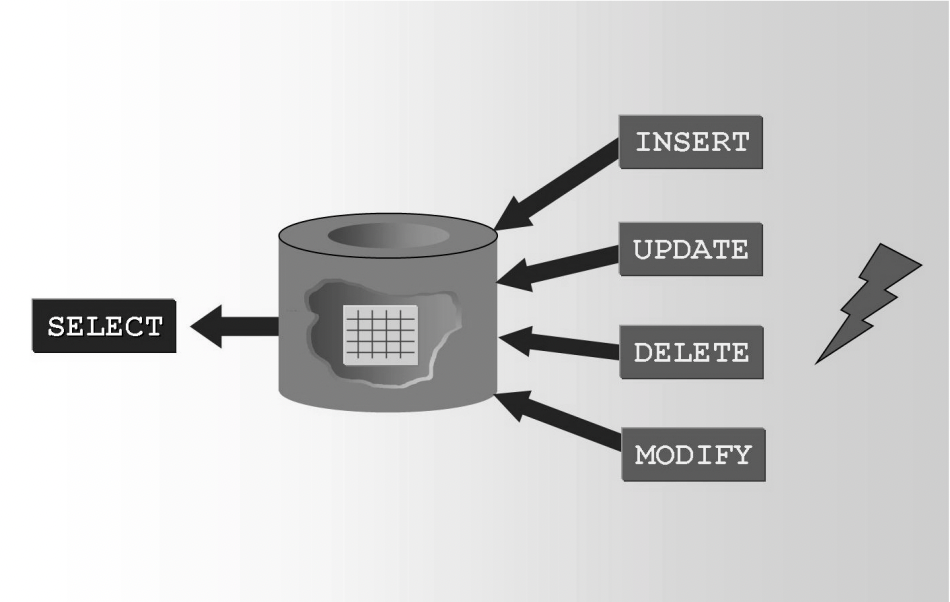 INSERT
UPDATE
SELECT
DELETE
MODIFY